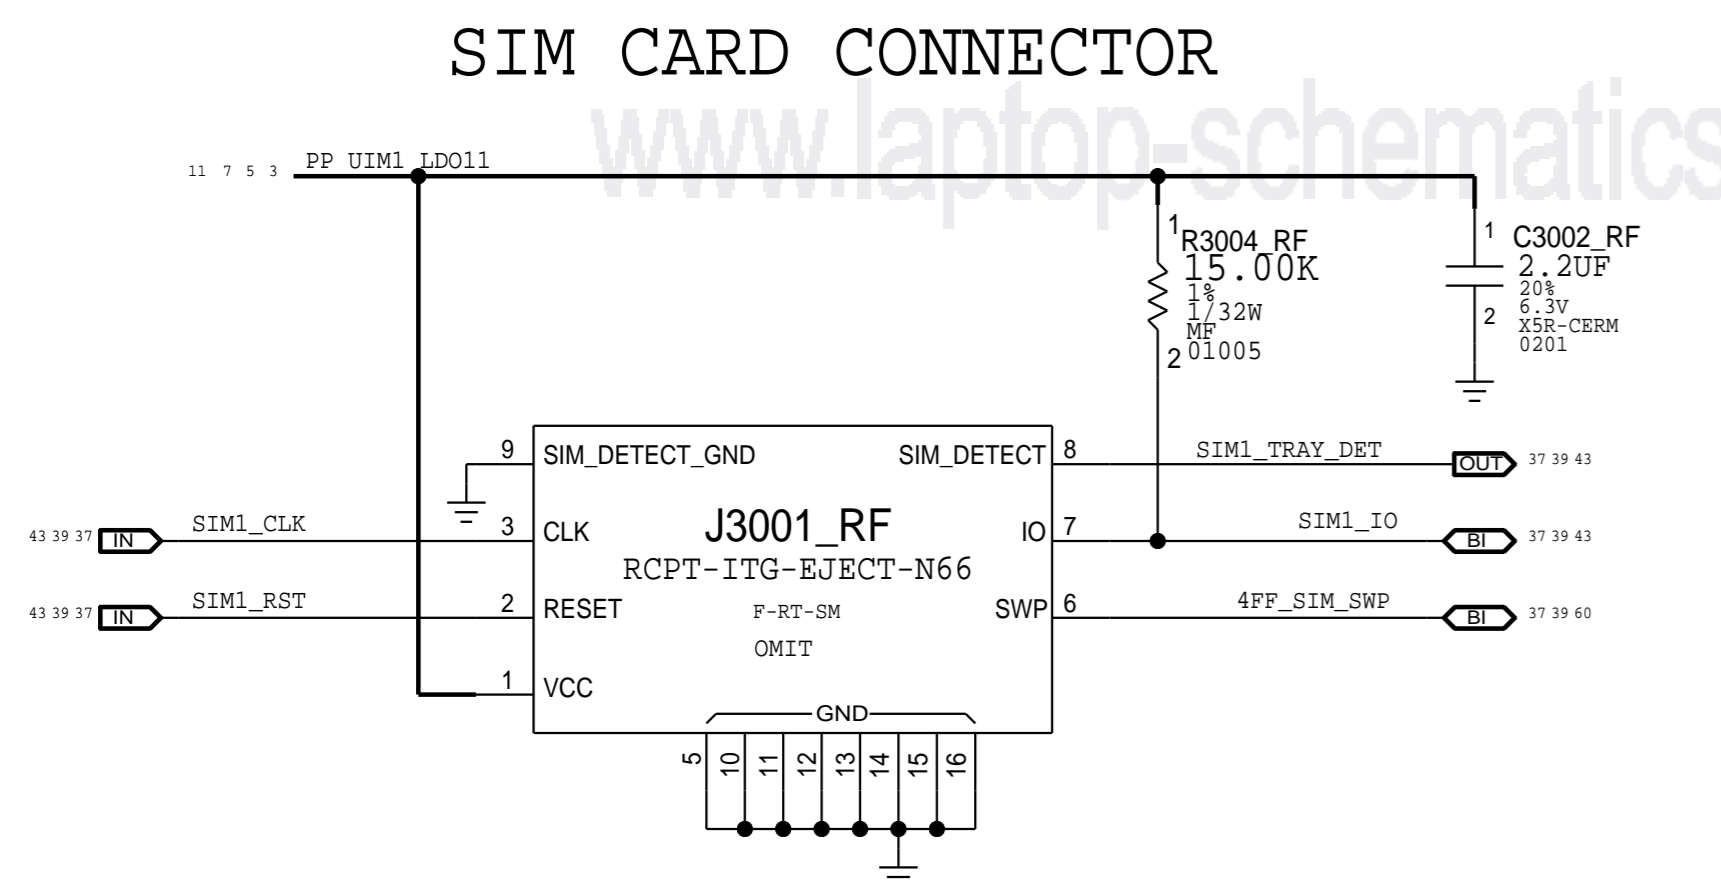 SIM CARD CONNECTOR
www.laptop-schematics
11 7 5 3 PP_UIM1_LDO11
1
R3004_RF
15.00K
1%
1/32W
MF
01005
2
1
C3002_RF
2.2UF
20%
6.3V
X5R-CERM
0201
2
9 SIM_DETECT_GND SIM_DETECT 8 SIM1_TRAY_DET OUT 37 39 43
43 39 37 IN SIM1_CLK 3 CLK J3001_RF IO 7 SIM1_IO BI 37 39 43
RCPT-ITG-EJECT-N66
43 39 37 IN SIM1_RST 2 RESET F-RT-SM SWP 6 4FF_SIM_SWP BI 37 39 60
OMIT
1 VCC
GND
5 10 11 12 13 14 15 16